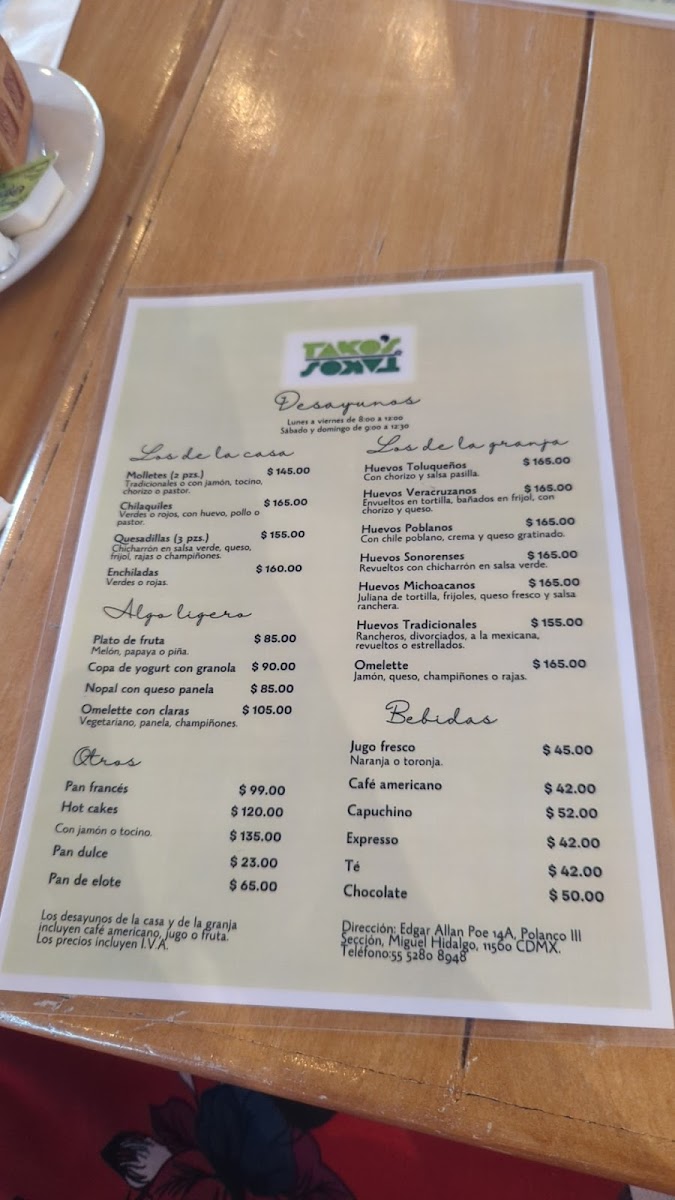 TAKO'S
TAKOS
Desayunos
Lunes a viernes de 8:00 a 12:00
Sábado y domingo de 9:00 a 12:30
Los de la casa
Molletes (2 pzs.) $ 145.00
Tradicionales o con jamón, tocino,
chorizo o pastor.
Chilaquiles $ 165.00
Verdes o rojos, con huevo, pollo o
pastor.
Quesadillas (3 pzs.) $ 155.00
Chicharrón en salsa verde, queso,
frijol, rajas o champiñones.
Enchiladas $ 160.00
Verdes o rojas.
Algo ligero
Plato de fruta $ 85.00
Melón, papaya o piña.
Copa de yogurt con granola $ 90.00
Nopal con queso panela $ 85.00
Omelette con claras $ 105.00
Vegetariano, panela, champiñones.
Otros
Pan francés $ 99.00
Hot cakes $ 120.00
Con jamón o tocino. $ 135.00
Pan dulce $ 23.00
Pan de elote $ 65.00
Los desayunos de la casa y de la granja
incluyen café americano, jugo o fruta.
Los precios incluyen I.V.A.
Los de la granja
Huevos Toluqueños $ 165.00
Con chorizo y salsa pasilla.
Huevos Veracruzanos $ 165.00
Envueltos en tortilla, bañados en frijol, con
chorizo y queso.
Huevos Poblanos $ 165.00
Con chile poblano, crema y queso gratinado.
Huevos Sonorenses $ 165.00
Revueltos con chicharrón en salsa verde.
Huevos Michoacanos $ 165.00
Juliana de tortilla, frijoles, queso fresco y salsa
ranchera.
Huevos Tradicionales $ 155.00
Rancheros, divorciados, a la mexicana,
revueltos o estrellados.
Omelette $ 165.00
Jamón, queso, champiñones o rajas.
Bebidas
Jugo fresco $ 45.00
Naranja o toronja.
Café americano $ 42.00
Capuchino $ 52.00
Expresso $ 42.00
Té $ 42.00
Chocolate $ 50.00
Dirección: Edgar Allan Poe 14A, Polanco III
Sección, Miguel Hidalgo, 11560 CDMX.
Teléfono:55 5280 8948